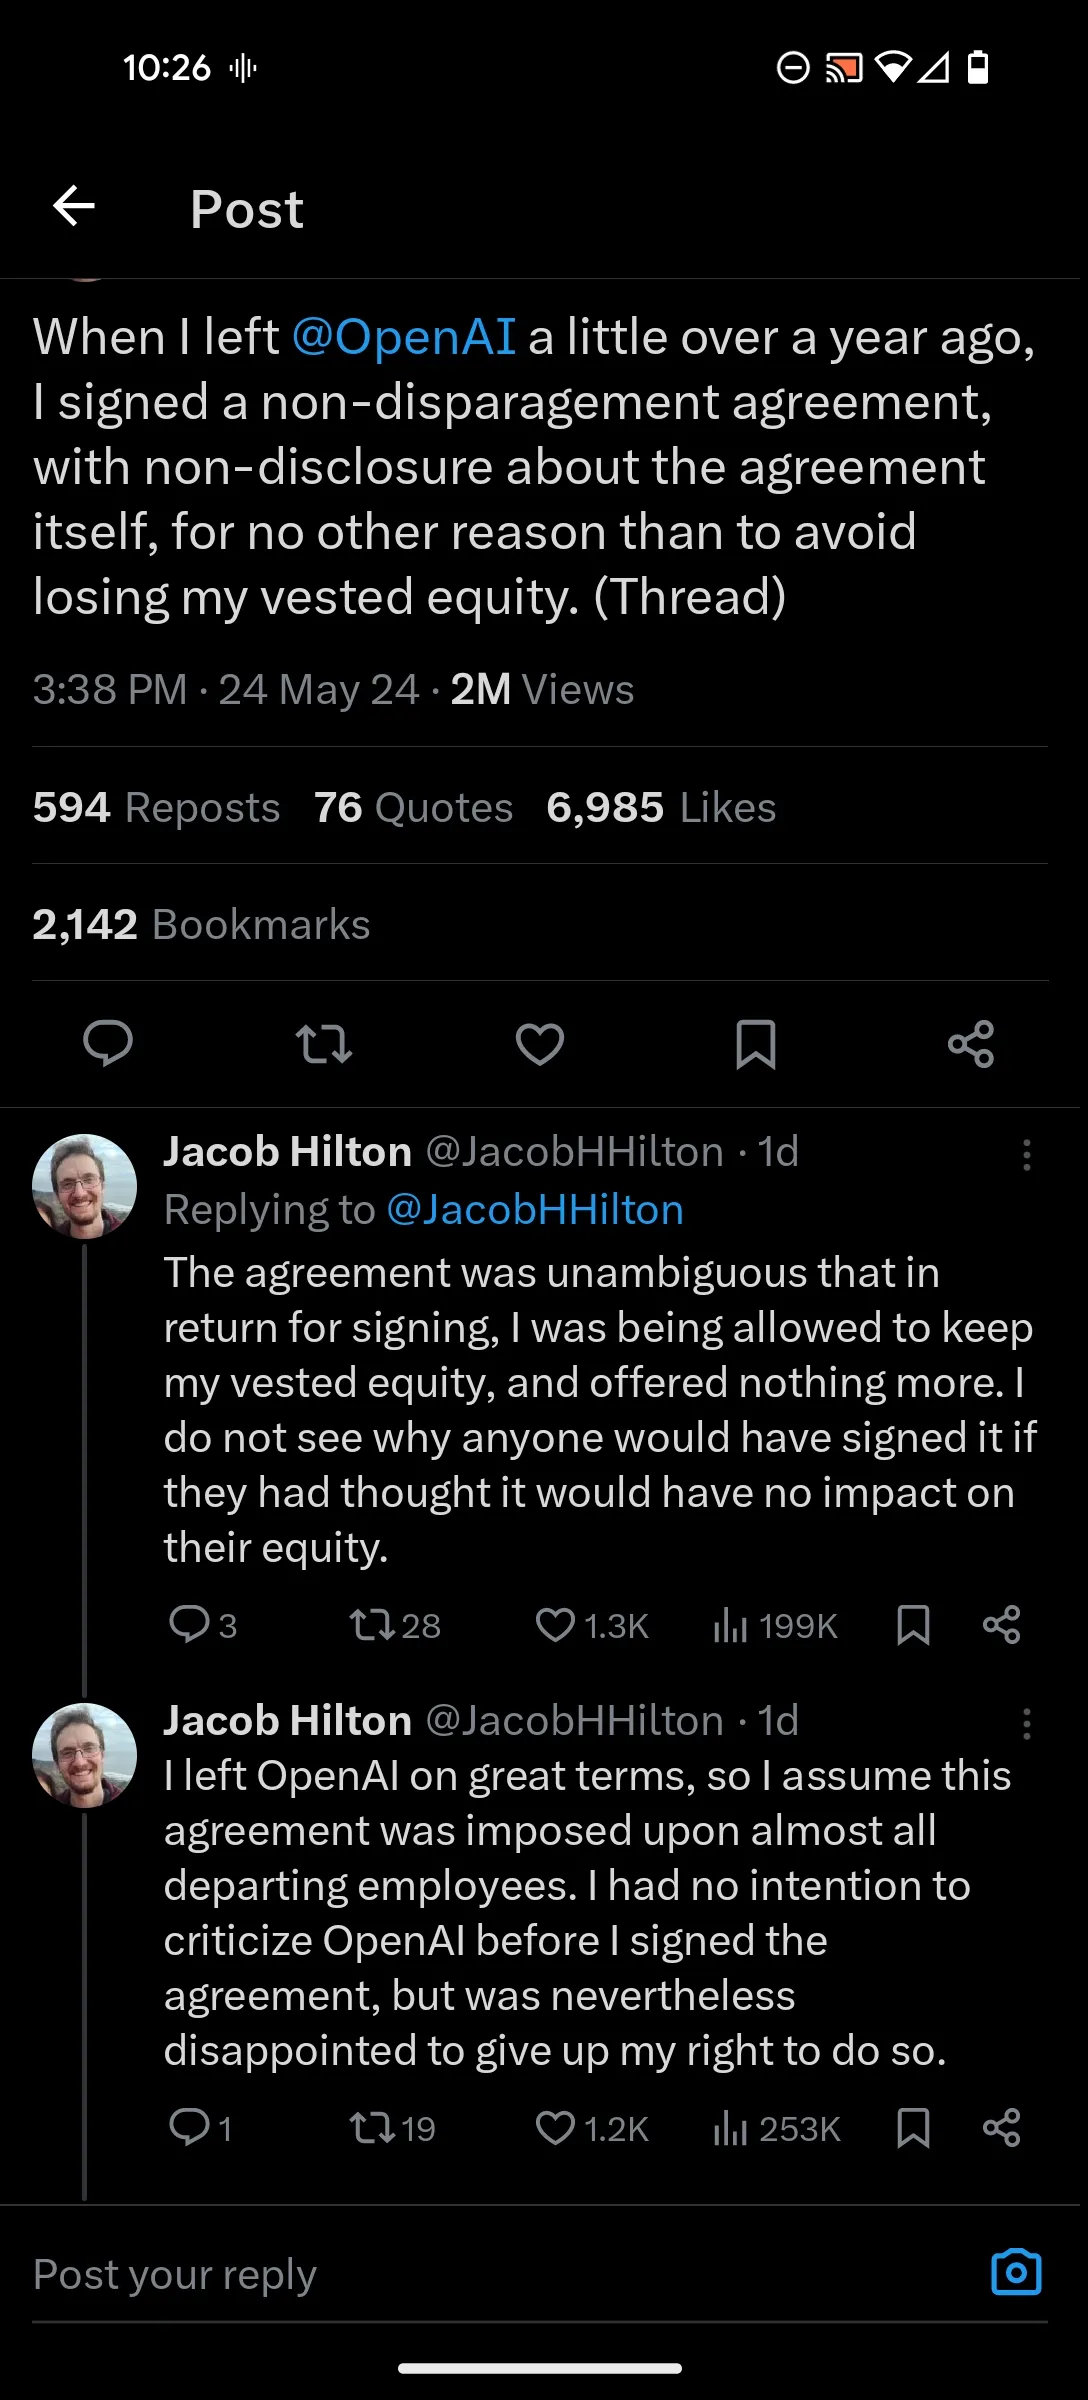 10:26
Post
When I left @OpenAI a little over a year ago,
I signed a non-disparagement agreement,
with non-disclosure about the agreement
itself, for no other reason than to avoid
losing my vested equity. (Thread)
3:38 PM · 24 May 24 · 2M Views
594 Reposts 76 Quotes 6,985 Likes
2,142 Bookmarks
Jacob Hilton @JacobHHilton · 1d
Replying to @JacobHHilton
The agreement was unambiguous that in
return for signing, I was being allowed to keep
my vested equity, and offered nothing more. I
do not see why anyone would have signed it if
they had thought it would have no impact on
their equity.
3 28 1.3K 199K
Jacob Hilton @JacobHHilton · 1d
I left OpenAI on great terms, so I assume this
agreement was imposed upon almost all
departing employees. I had no intention to
criticize OpenAI before I signed the
agreement, but was nevertheless
disappointed to give up my right to do so.
1 19 1.2K 253K
Post your reply